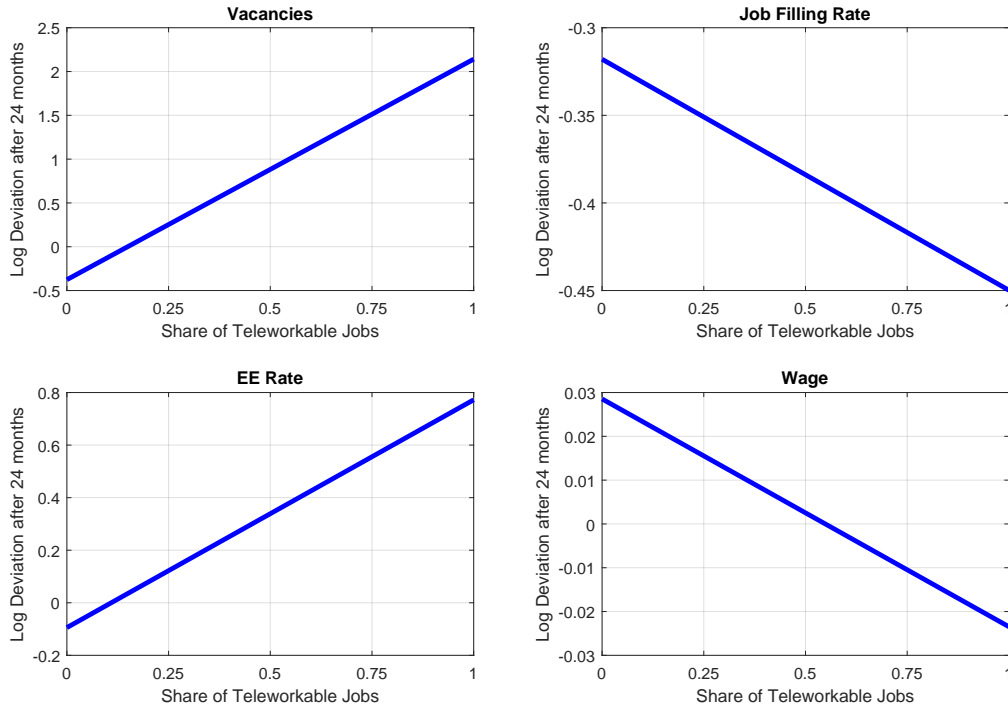 Vacancies
2.5
2
1.5
1
0.5
0
-0.5
0 0.25 0.5 0.75 1
Log Deviation after 24 months
Share of Teleworkable Jobs
Job Filling Rate
-0.3
-0.35
-0.4
-0.45
0 0.25 0.5 0.75 1
Log Deviation after 24 months
Share of Teleworkable Jobs
EE Rate
0.8
0.6
0.4
0.2
0
-0.2
0 0.25 0.5 0.75 1
Log Deviation after 24 months
Share of Teleworkable Jobs
Wage
0.03
0.02
0.01
0
-0.01
-0.02
-0.03
0 0.25 0.5 0.75 1
Log Deviation after 24 months
Share of Teleworkable Jobs